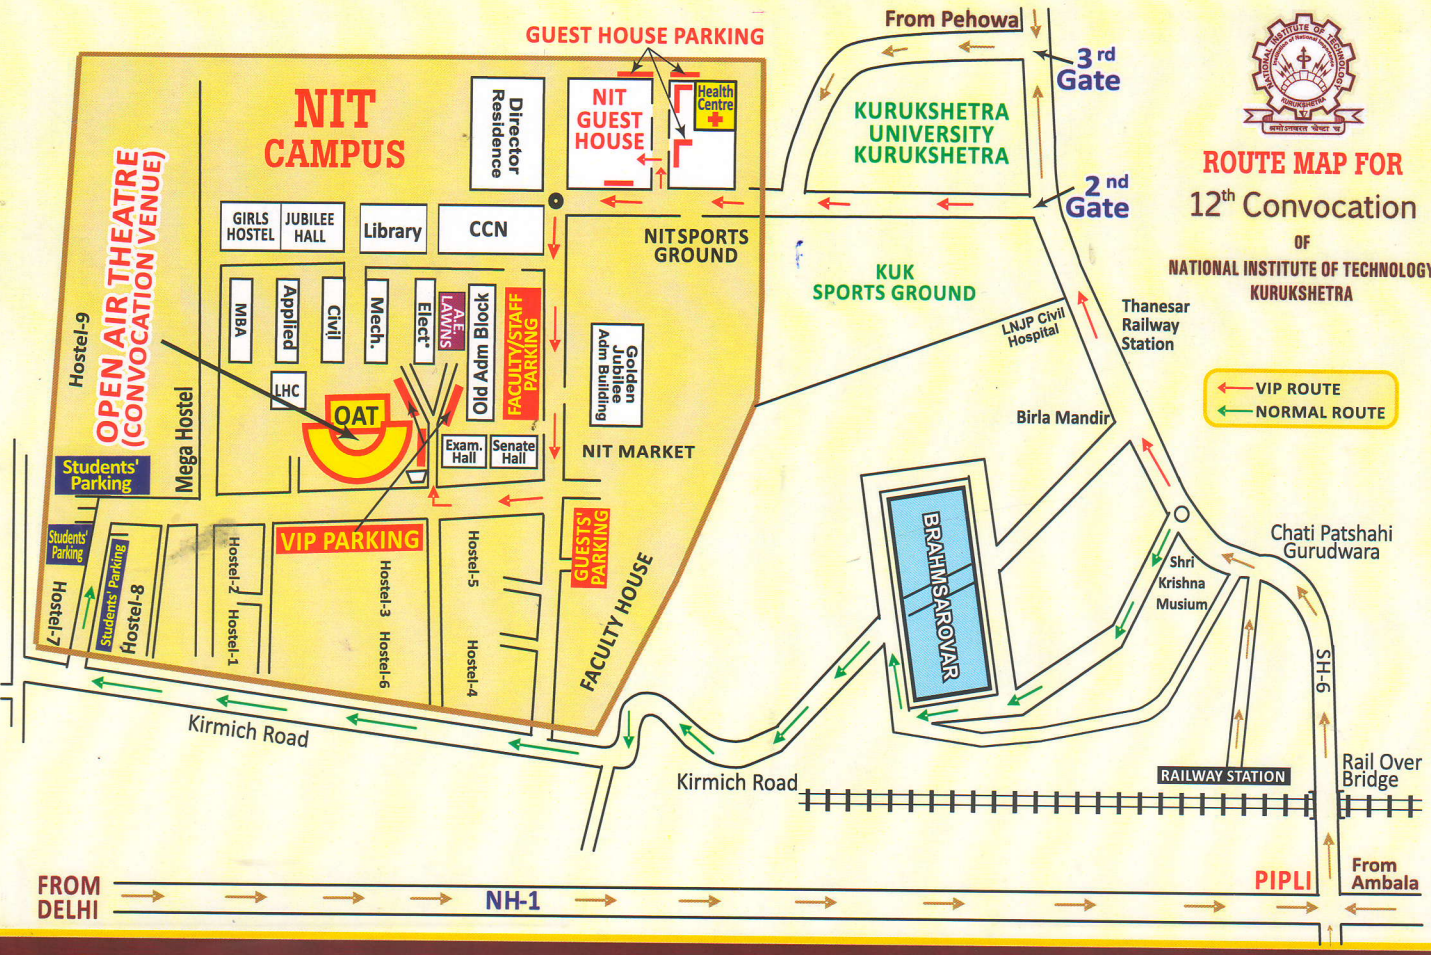 From Pehowa
GUEST HOUSE PARKING
3rd
Gate
NATIONAL INSTITUTE OF TECHNOLOGY
KURUKSHETRA
श्रमोऽनवरत चेष्टा च
ROUTE MAP FOR
12th Convocation
OF
NATIONAL INSTITUTE OF TECHNOLOGY
KURUKSHETRA
NIT
CAMPUS
Director
Residence
NIT
GUEST
HOUSE
Health
Centre
KURUKSHETRA
UNIVERSITY
KURUKSHETRA
2nd
Gate
OPEN AIR THEATRE
(CONVOCATION VENUE)
GIRLS
HOSTEL
JUBILEE
HALL
Library
CCN
NIT SPORTS
GROUND
KUK
SPORTS GROUND
LNJP Civil
Hospital
Thanesar
Railway
Station
Hostel-9
MBA
Applied
Civil
Mech.
Elect"
A.E
LAWNS
Old Adm Block
FACULTY/STAFF
PARKING
Golden
Jubilee
Adm Building
LHC
OAT
VIP ROUTE
NORMAL ROUTE
Birla Mandir
Mega Hostel
Exam.
Hall
Senate
Hall
NIT MARKET
Students'
Parking
Students'
Parking
Students' Parking
VIP PARKING
GUESTS'
PARKING
BRAHMSAROVAR
Chati Patshahi
Gurudwara
Shri
Krishna
Musium
Hostel-7
Hostel-8
Hostel-2
Hostel-1
Hostel-3
Hostel-6
Hostel-5
Hostel-4
FACULTY HOUSE
SH-6
Kirmich Road
Kirmich Road
RAILWAY STATION
Rail Over
Bridge
FROM
DELHI
NH-1
PIPLI
From
Ambala